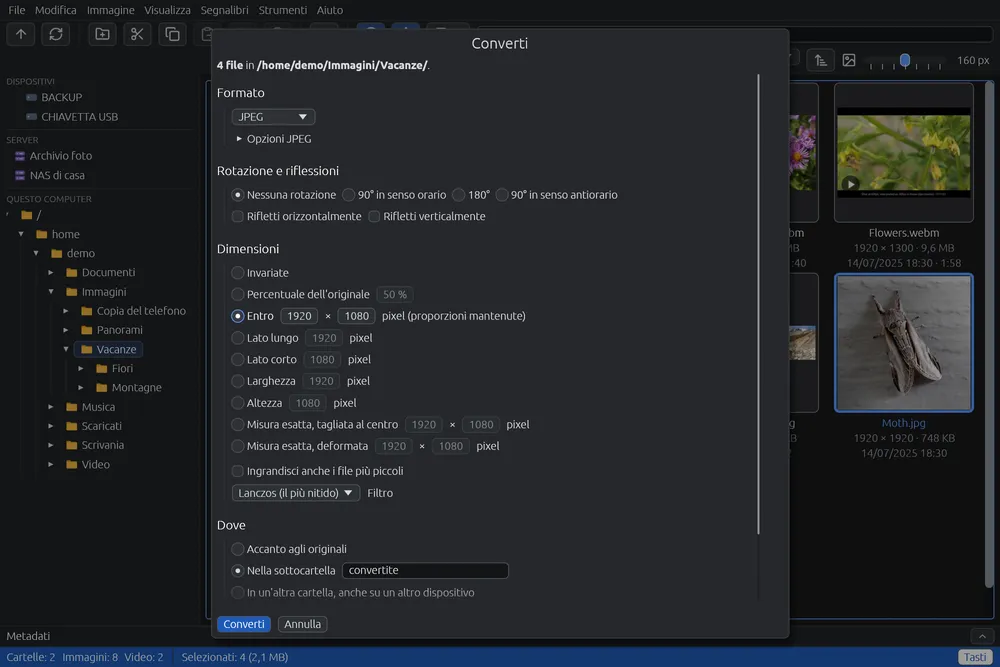 File Modifica Immagine Visualizza Segnalibri Strumenti Aiuto
Converti
160 px
4 file in /home/demo/Immagini/Vacanze/.
DISPOSITIVI
BACKUP
CHIAVETTA USB
SERVER
Archivio foto
NAS di casa
QUESTO COMPUTER
/
home
demo
Documenti
Immagini
Copia del telefono
Panorami
Vacanze
Fiori
Montagne
Musica
Scaricati
Scrivania
Video
Formato
JPEG
Opzioni JPEG
Rotazione e riflessioni
Nessuna rotazione 90° in senso orario 180° 90° in senso antiorario
Rifletti orizzontalmente Rifletti verticalmente
Dimensioni
Invariate
Percentuale dell'originale 50 %
Entro 1920 × 1080 pixel (proporzioni mantenute)
Lato lungo 1920 pixel
Lato corto 1080 pixel
Larghezza 1920 pixel
Altezza 1080 pixel
Misura esatta, tagliata al centro 1920 × 1080 pixel
Misura esatta, deformata 1920 × 1080 pixel
Ingrandisci anche i file più piccoli
Lanczos (il più nitido) Filtro
Dove
Accanto agli originali
Nella sottocartella convertite
In un'altra cartella, anche su un altro dispositivo
Converti Annulla
bm
MB
:40
Flowers.webm
1920 × 1300 · 9,6 MB
14/07/2025 18:30 · 1:58
g
B
Moth.jpg
1920 × 1920 · 748 KB
14/07/2025 18:30
Metadati
Cartelle: 2 Immagini: 8 Video: 2 Selezionati: 4 (2,1 MB)
Tasti